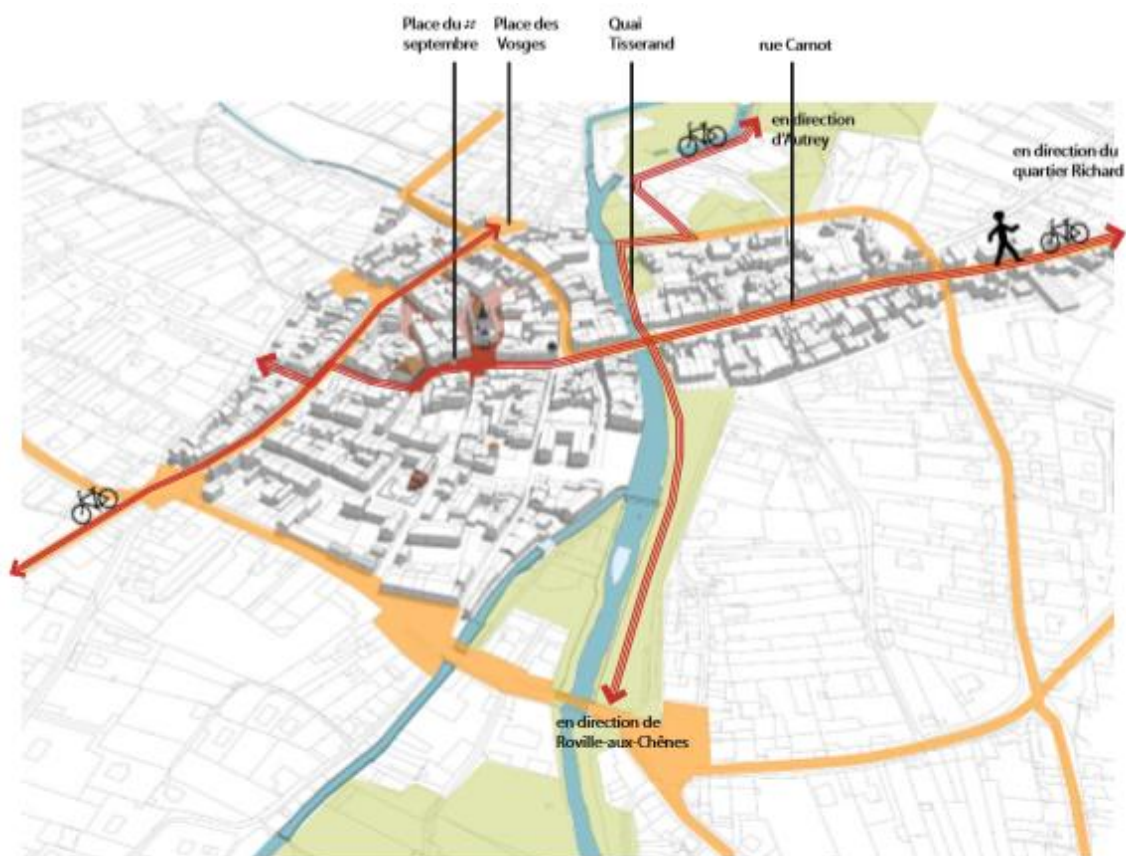 Place du
septembre
Place des
Vosges
Quai
Tisserand
rue Carnot
en direction
d'Autrey
en direction du
quartier Richard
en direction de
Roville-aux-Chênes